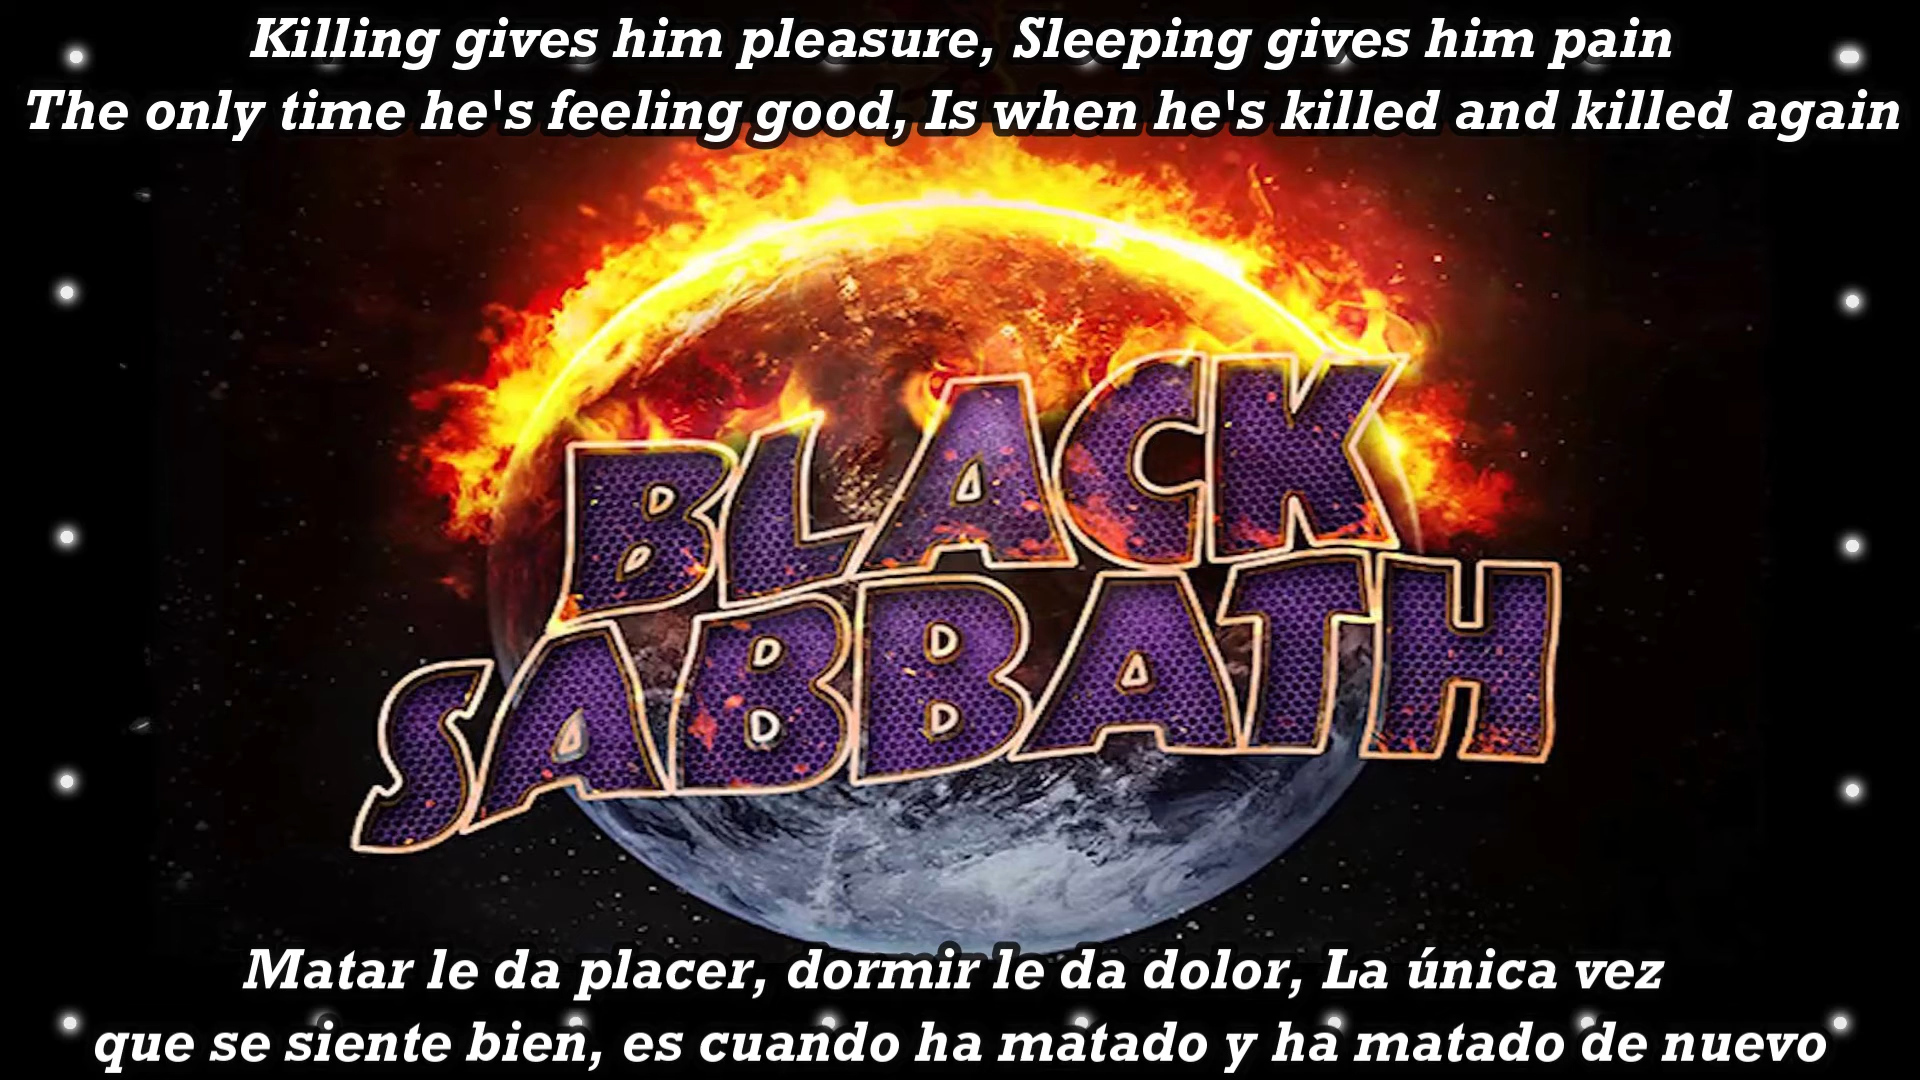 Killing gives him pleasure, Sleeping gives him pain
The only time he's feeling good, Is when he's killed and killed again
BLACK
SABBATH
Matar le da placer, dormir le da dolor, La única vez
que se siente bien, es cuando ha matado y ha matado de nuevo